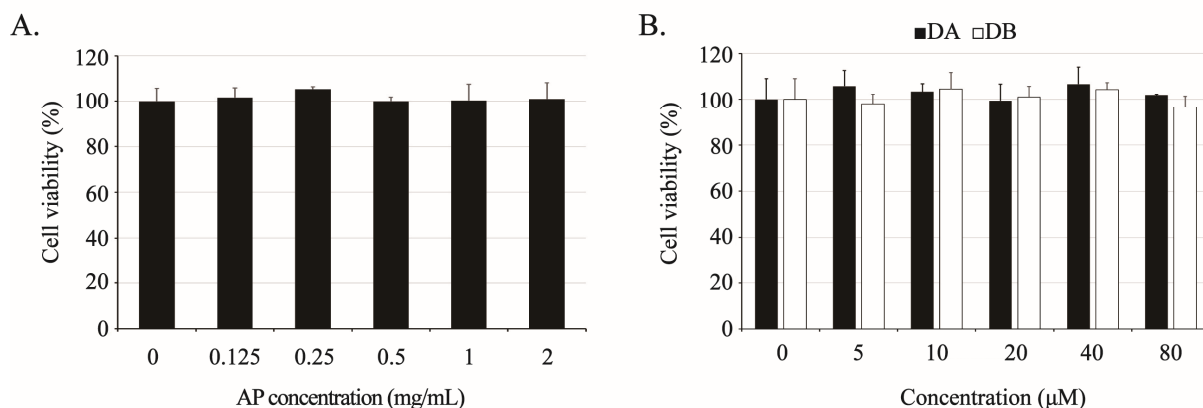 A.
120
100
80
60
40
20
0
Cell viability (%)
0 0.125 0.25 0.5 1 2
AP concentration (mg/mL)
B.
■DA □DB
120
100
80
60
40
20
0
Cell viability (%)
0 5 10 20 40 80
Concentration (μM)